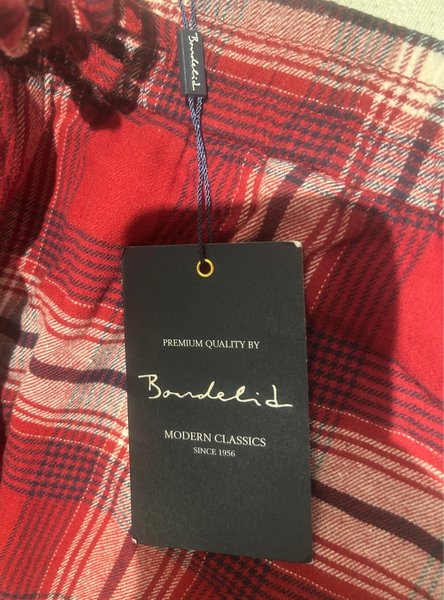 Bondelid
PREMIUM QUALITY BY
Bondelid
MODERN CLASSICS
SINCE 1956